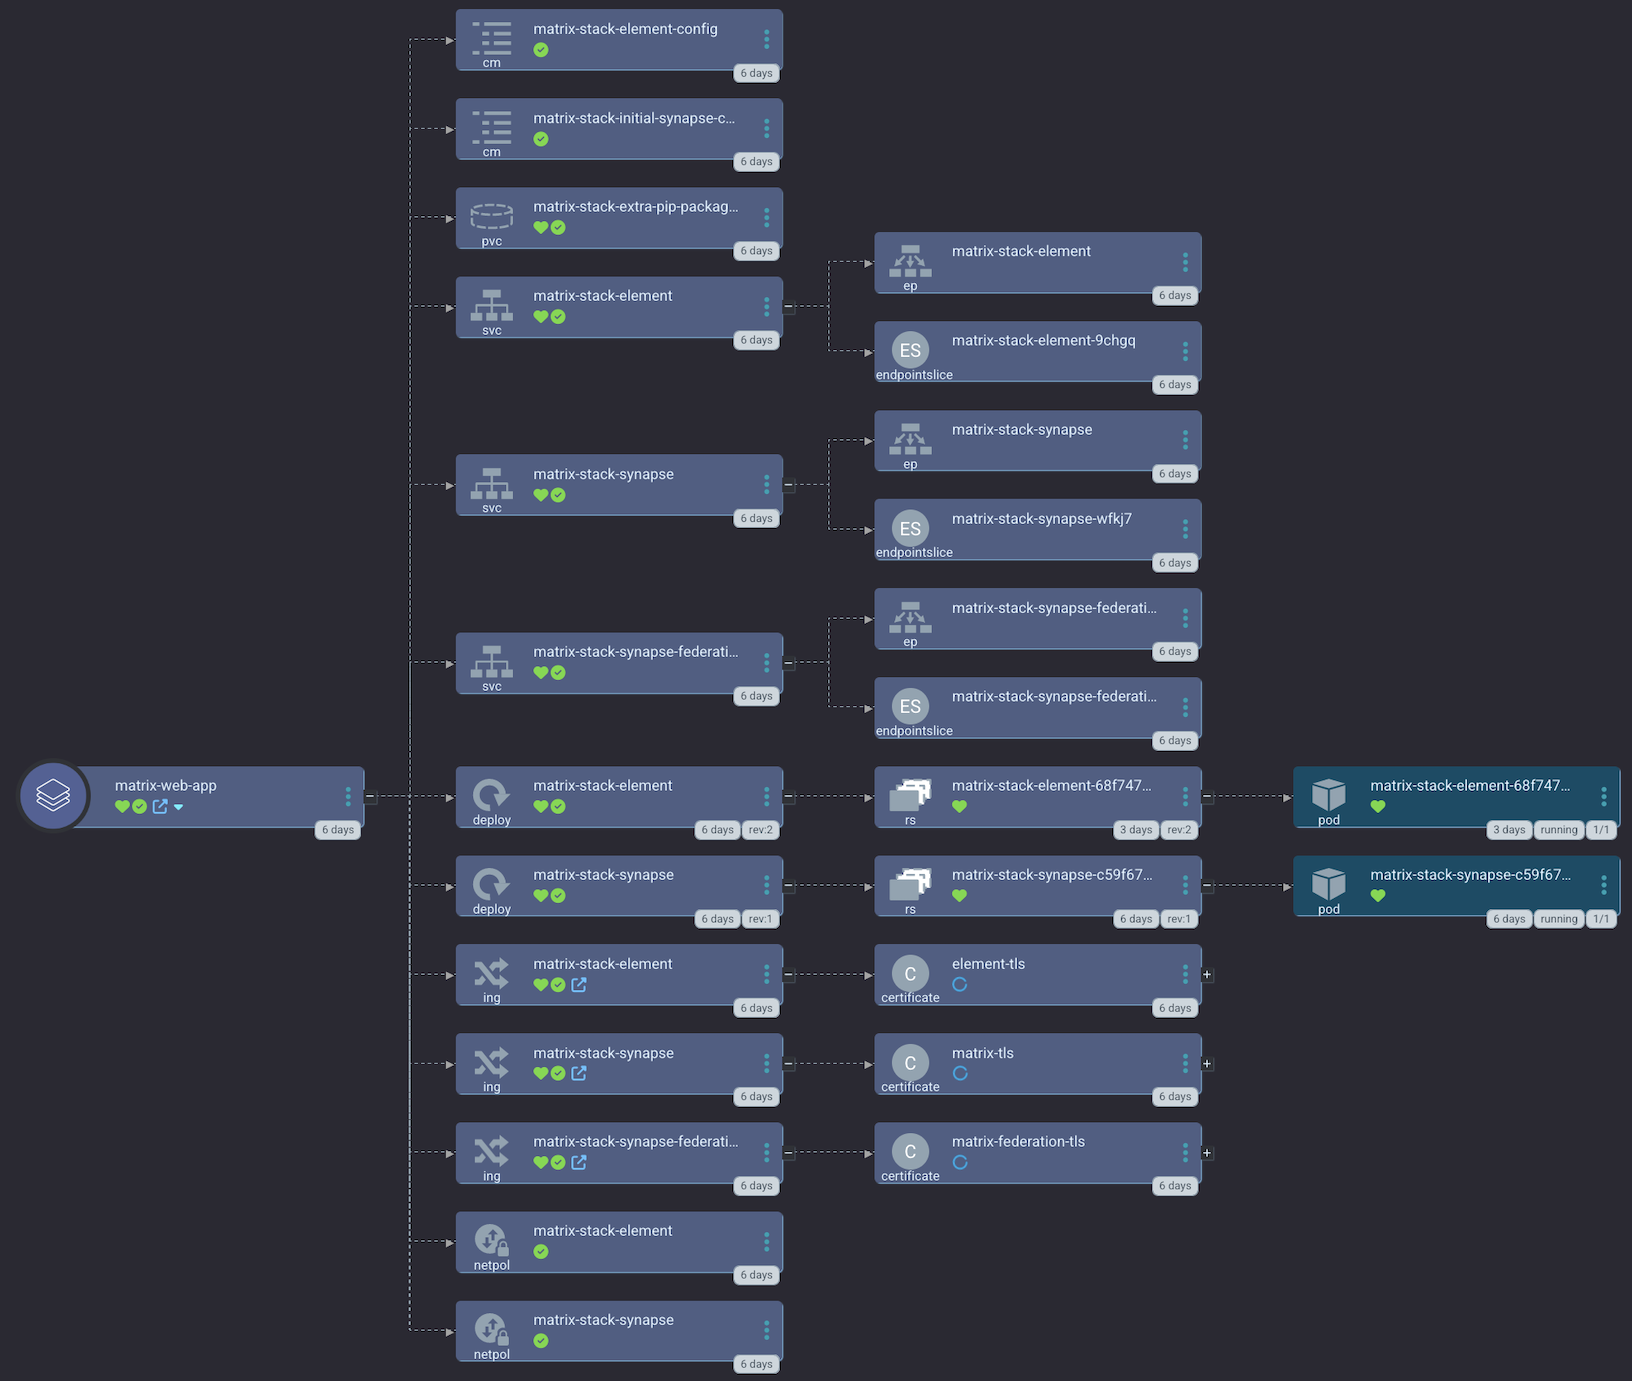 matrix-stack-element-config
cm
6 days
matrix-stack-initial-synapse-c...
cm
6 days
matrix-stack-extra-pip-packag...
pvc
6 days
matrix-stack-element
ep
6 days
matrix-stack-element
svc
6 days
matrix-stack-element-9chgq
ES
endpointslice
6 days
matrix-stack-synapse
ep
6 days
matrix-stack-synapse
svc
6 days
matrix-stack-synapse-wfkj7
ES
endpointslice
6 days
matrix-stack-synapse-federati...
ep
6 days
matrix-stack-synapse-federati...
svc
6 days
matrix-stack-synapse-federati...
ES
endpointslice
6 days
matrix-web-app
6 days
matrix-stack-element
deploy
6 days rev:2
matrix-stack-element-68f747...
rs
3 days rev:2
matrix-stack-element-68f747...
pod
3 days running 1/1
matrix-stack-synapse
deploy
6 days rev:1
matrix-stack-synapse-c59f67...
rs
6 days rev:1
matrix-stack-synapse-c59f67...
pod
6 days running 1/1
matrix-stack-element
ing
6 days
element-tls
C
certificate
6 days
matrix-stack-synapse
ing
6 days
matrix-tls
C
certificate
6 days
matrix-stack-synapse-federati...
ing
6 days
matrix-federation-tls
C
certificate
6 days
matrix-stack-element
netpol
6 days
matrix-stack-synapse
netpol
6 days